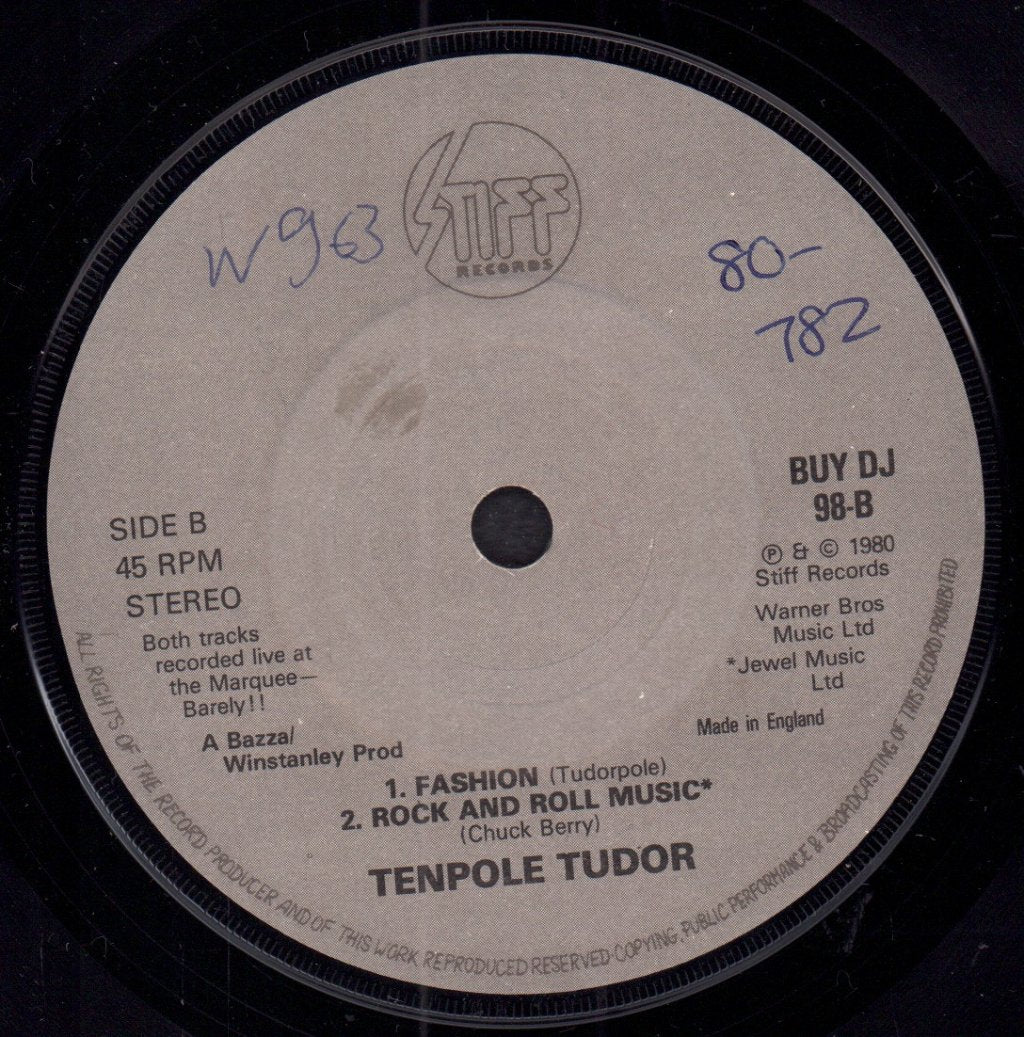 STIFF
RECORDS
W963
80-
782
BUY DJ
98-B
℗ & © 1980
Stiff Records
Warner Bros
Music Ltd
*Jewel Music
Ltd
Made in England
SIDE B
45 RPM
STEREO
Both tracks
recorded live at
the Marquee—
Barely!!
A Bazza/
Winstanley Prod
1. FASHION (Tudorpole)
2. ROCK AND ROLL MUSIC*
(Chuck Berry)
TENPOLE TUDOR
ALL RIGHTS OF THE RECORD PRODUCER AND OF THIS WORK REPRODUCED RESERVED·COPYING, PUBLIC PERFORMANCE & BROADCASTING OF THIS RECORD PROHIBITED